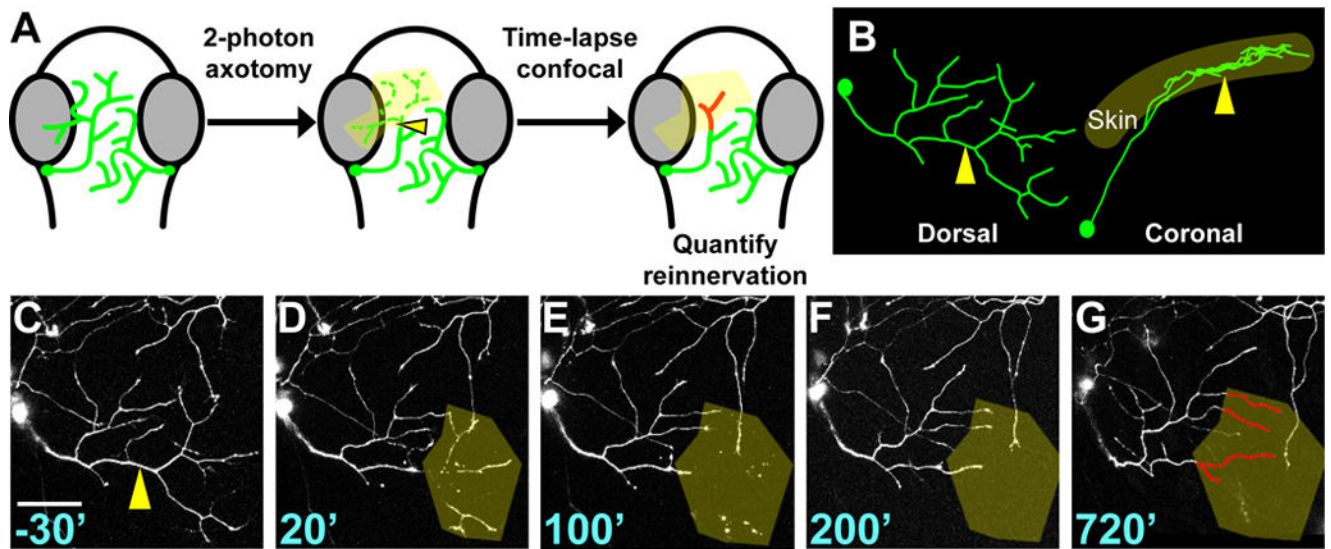 A
2-photon
axotomy
Time-lapse
confocal
Quantify
reinnervation
B
Skin
Dorsal
Coronal
C
-30’
D
20’
E
100’
F
200’
G
720’